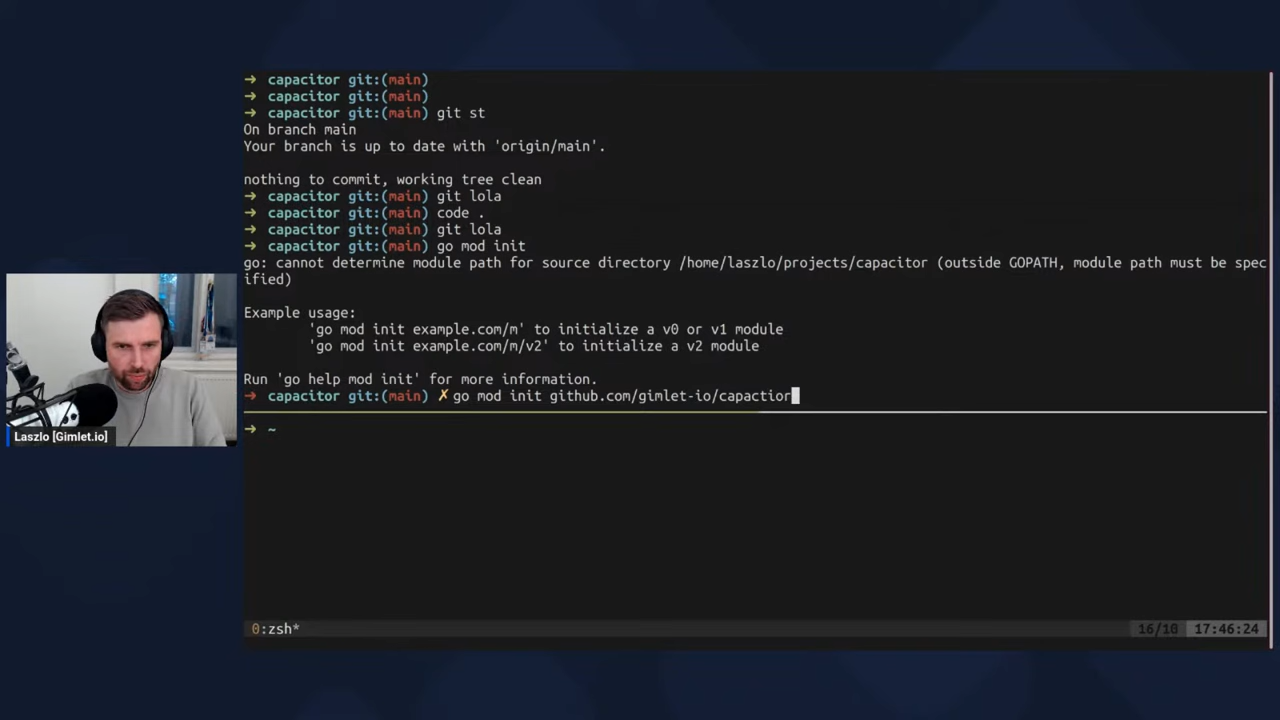 → capacitor git:(main)
→ capacitor git:(main)
→ capacitor git:(main) git st
On branch main
Your branch is up to date with 'origin/main'.
nothing to commit, working tree clean
→ capacitor git:(main) git lola
→ capacitor git:(main) code .
→ capacitor git:(main) git lola
→ capacitor git:(main) go mod init
go: cannot determine module path for source directory /home/laszlo/projects/capacitor (outside GOPATH, module path must be spec
ified)
Example usage:
'go mod init example.com/m' to initialize a v0 or v1 module
'go mod init example.com/m/v2' to initialize a v2 module
Run 'go help mod init' for more information.
→ capacitor git:(main) ✗go mod init github.com/gimlet-io/capactior
→ ~
Laszlo [Gimlet.io]
0:zsh*
16/10 17:46:24